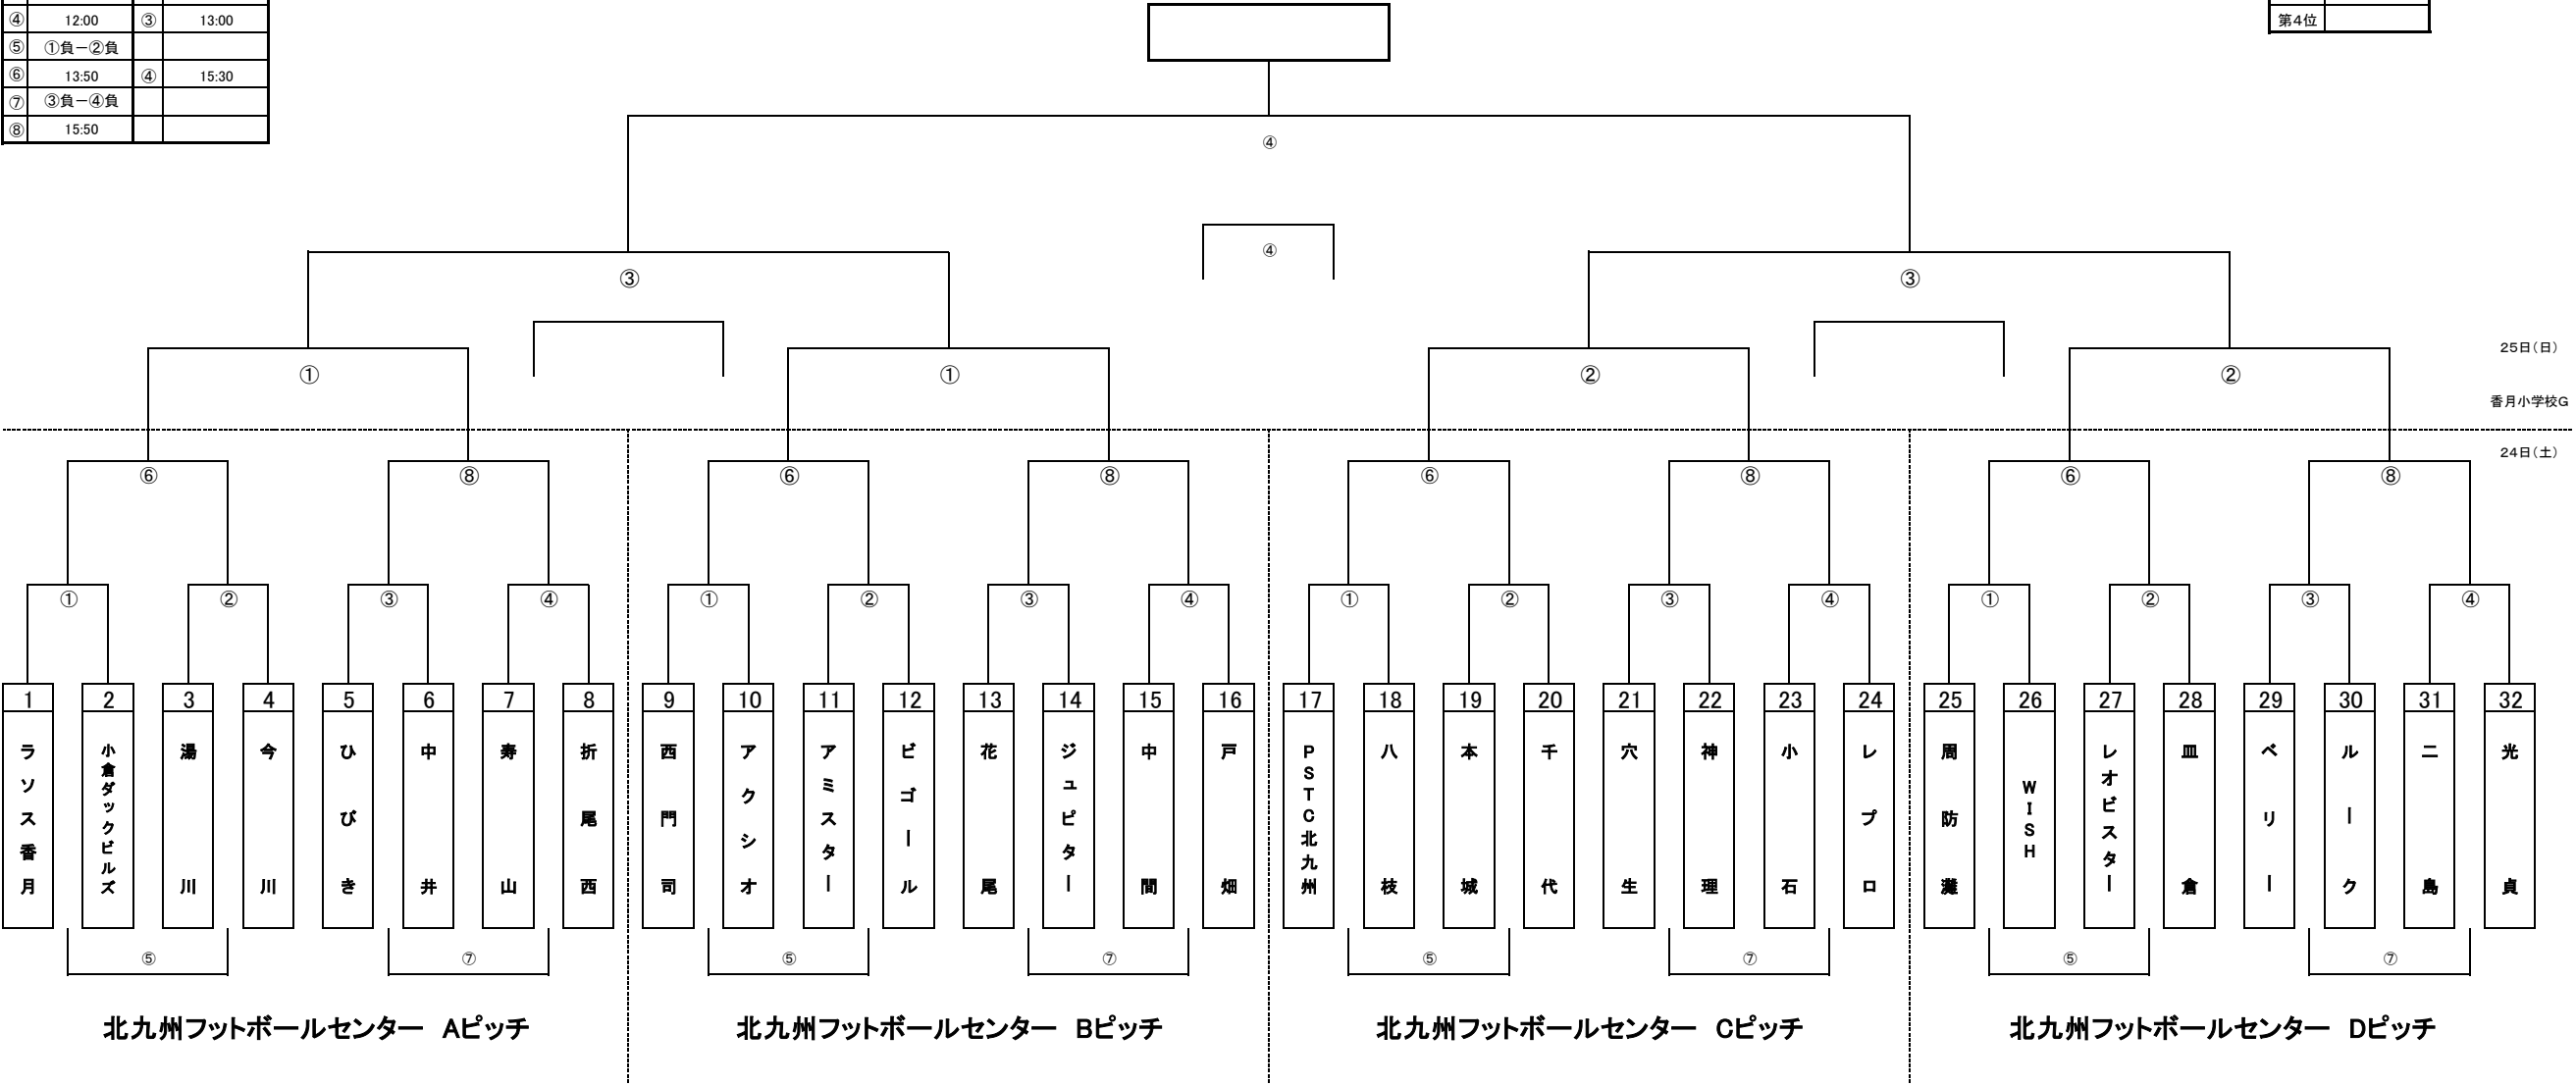 ④ 12:00 ③ 13:00
⑤ ①負－②負
⑥ 13:50 ④ 15:30
⑦ ③負－④負
⑧ 15:50
第4位
④
④
③ ③
25日（日）
① ① ② ②
香月小学校G
24日（土）
⑥ ⑧ ⑥ ⑧ ⑥ ⑧ ⑥ ⑧
① ② ③ ④ ① ② ③ ④ ① ② ③ ④ ① ② ③ ④
1 2 3 4 5 6 7 8 9 10 11 12 13 14 15 16 17 18 19 20 21 22 23 24 25 26 27 28 29 30 31 32
ラソス香月
小倉ダックビルズ
湯川
今川
ひびき
中井
寿山
折尾西
西門司
アクシオ
アミスター
ビゴール
花尾
ジュピター
中間
戸畑
PSTC北九州
八枝
本城
千代
穴生
神理
小石
レプロ
周防灘
WISH
レオビスター
皿倉
ベリー
ルーク
二島
光貞
⑤ ⑦ ⑤ ⑦ ⑤ ⑦ ⑤ ⑦
北九州フットボールセンター　Aピッチ
北九州フットボールセンター　Bピッチ
北九州フットボールセンター　Cピッチ
北九州フットボールセンター　Dピッチ